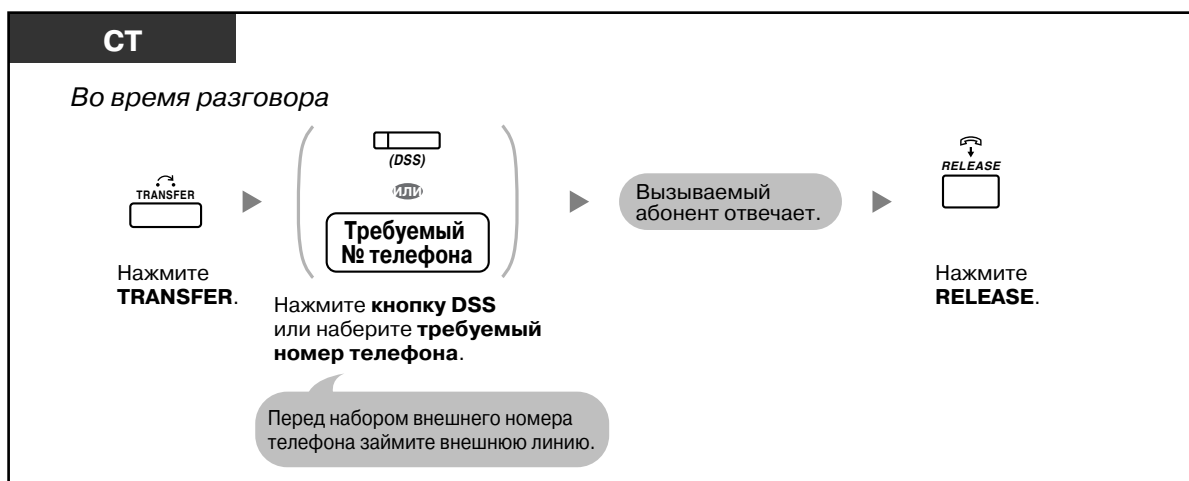 СТ
Во время разговора
TRANSFER
Нажмите
TRANSFER.
(DSS)
или
Требуемый
№ телефона
Нажмите кнопку DSS
или наберите требуемый
номер телефона.
Перед набором внешнего номера
телефона займите внешнюю линию.
Вызываемый
абонент отвечает.
RELEASE
Нажмите
RELEASE.